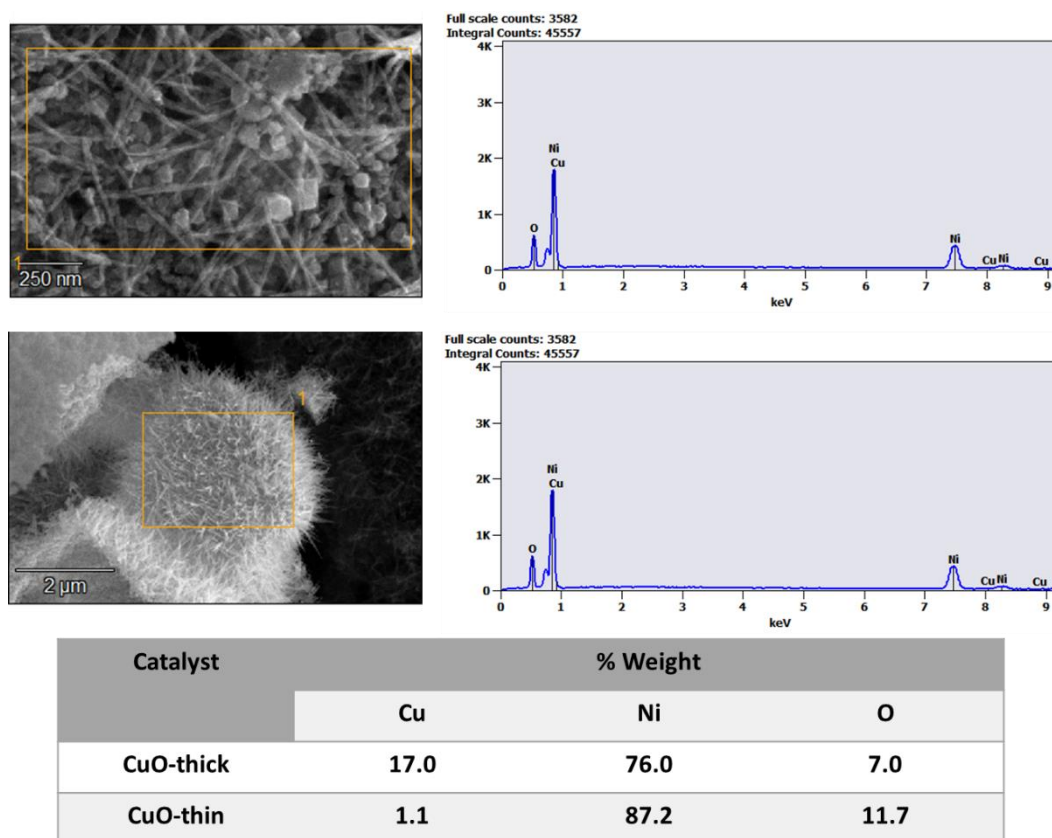 1
250 nm
Full scale counts: 3582
Integral Counts: 45557
4K
3K
2K
1K
0
Ni
Cu
O
Ni
Cu Ni Cu
0 1 2 3 4 5 6 7 8 9
keV
1
2 µm
Full scale counts: 3582
Integral Counts: 45557
4K
3K
2K
1K
0
Ni
Cu
O
Ni
Cu Ni Cu
0 1 2 3 4 5 6 7 8 9
keV
Catalyst % Weight
Cu Ni O
CuO-thick 17.0 76.0 7.0
CuO-thin 1.1 87.2 11.7